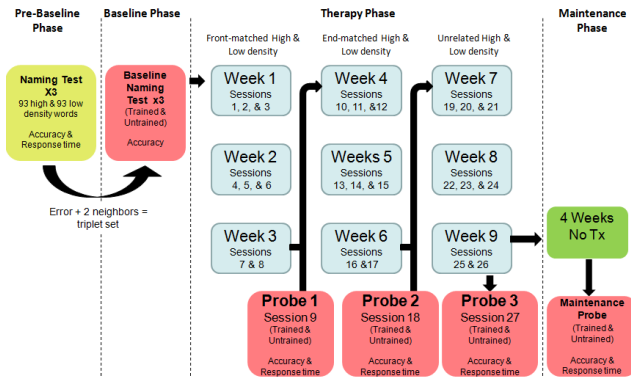 Pre-Baseline
Phase
Baseline Phase
Therapy Phase
Maintenance
Phase
Front-matched High &
Low density
End-matched High &
Low density
Unrelated High &
Low density
Naming Test
X3
93 high & 93 low
density words
Accuracy &
Response time
Baseline
Naming
Test x3
(Trained &
Untrained)
Accuracy
Error + 2 neighbors =
triplet set
Week 1
Sessions
1, 2, & 3
Week 2
Sessions
4, 5, & 6
Week 3
Sessions
7 & 8
Probe 1
Session 9
(Trained &
Untrained)
Accuracy &
Response time
Week 4
Sessions
10, 11, &12
Weeks 5
Sessions
13, 14, & 15
Week 6
Sessions
16 &17
Probe 2
Session 18
(Trained &
Untrained)
Accuracy &
Response time
Week 7
Sessions
19, 20, & 21
Week 8
Sessions
22, 23, & 24
Week 9
Sessions
25 & 26
Probe 3
Session 27
(Trained &
Untrained)
Accuracy &
Response time
4 Weeks
No Tx
Maintenance
Probe
(Trained &
Untrained)
Accuracy &
Response time